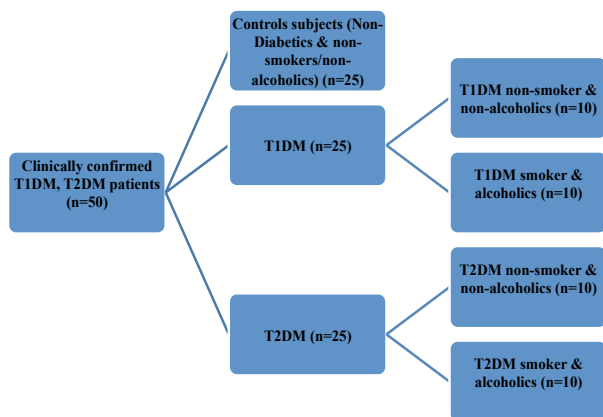 Controls subjects (Non-
Diabetics & non-
smokers/non-
alcoholics) (n=25)
T1DM non-smoker &
non-alcoholics (n=10)
T1DM (n=25)
Clinically confirmed
T1DM, T2DM patients
(n=50)
T1DM smoker &
alcoholics (n=10)
T2DM non-smoker &
non-alcoholics (n=10)
T2DM (n=25)
T2DM smoker &
alcoholics (n=10)